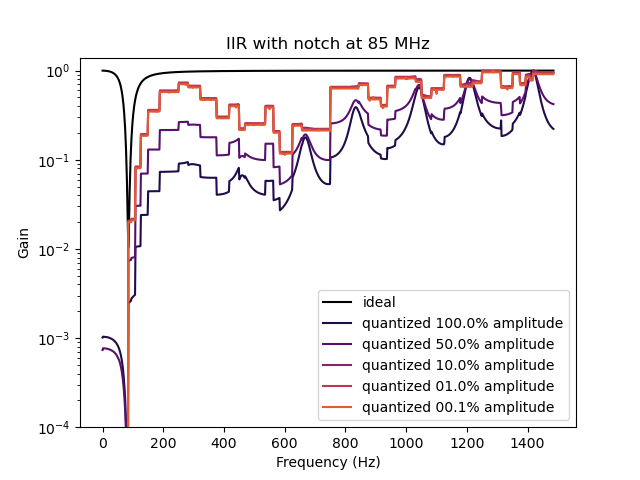 IIR with notch at 85 MHz
Gain
10⁰
10⁻¹
10⁻²
10⁻³
10⁻⁴
ideal
quantized 100.0% amplitude
quantized 50.0% amplitude
quantized 10.0% amplitude
quantized 01.0% amplitude
quantized 00.1% amplitude
0 200 400 600 800 1000 1200 1400
Frequency (Hz)